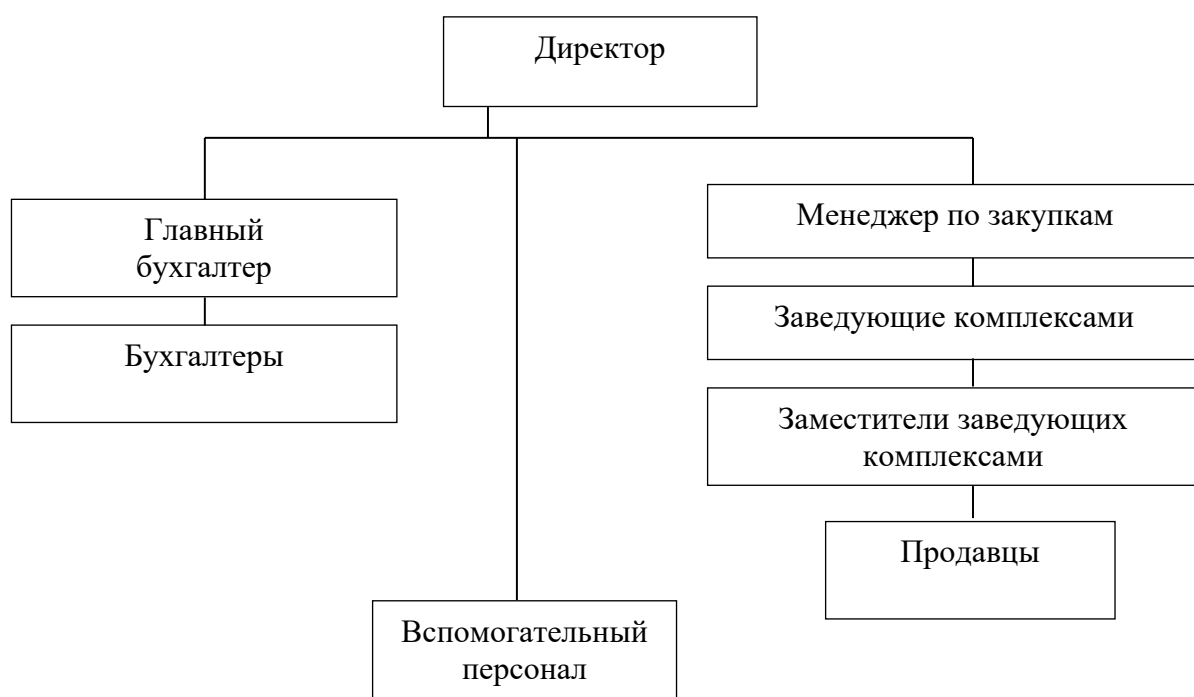 Директор
Главный
бухгалтер
Бухгалтеры
Менеджер по закупкам
Заведующие комплексами
Заместители заведующих
комплексами
Продавцы
Вспомогательный
персонал